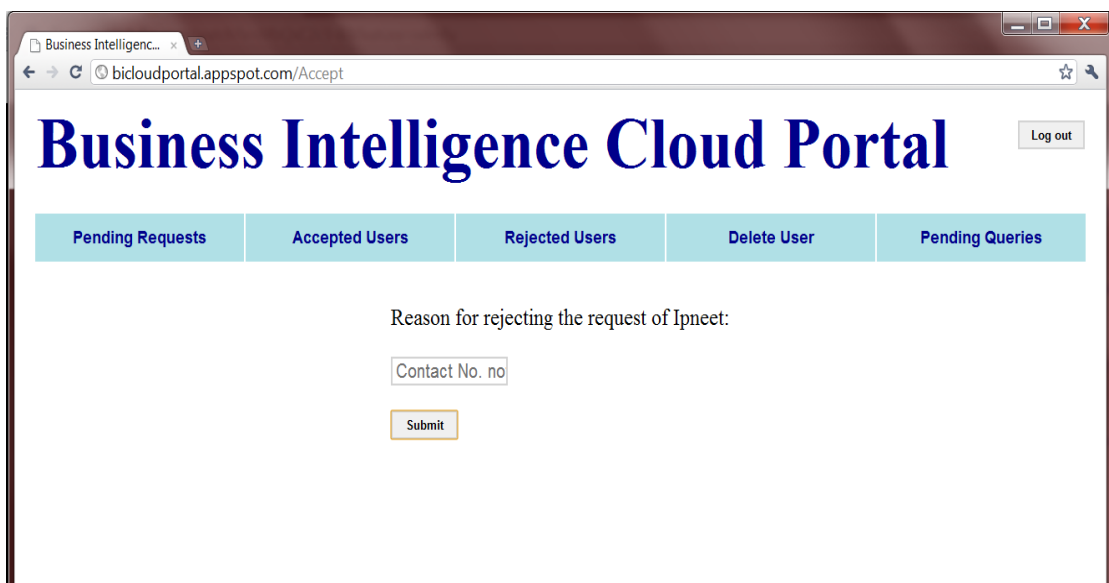 Business Intelligenc...
bicloudportal.appspot.com/Accept
Business Intelligence Cloud Portal
Log out
Pending Requests Accepted Users Rejected Users Delete User Pending Queries
Reason for rejecting the request of Ipneet:
Contact No. no
Submit